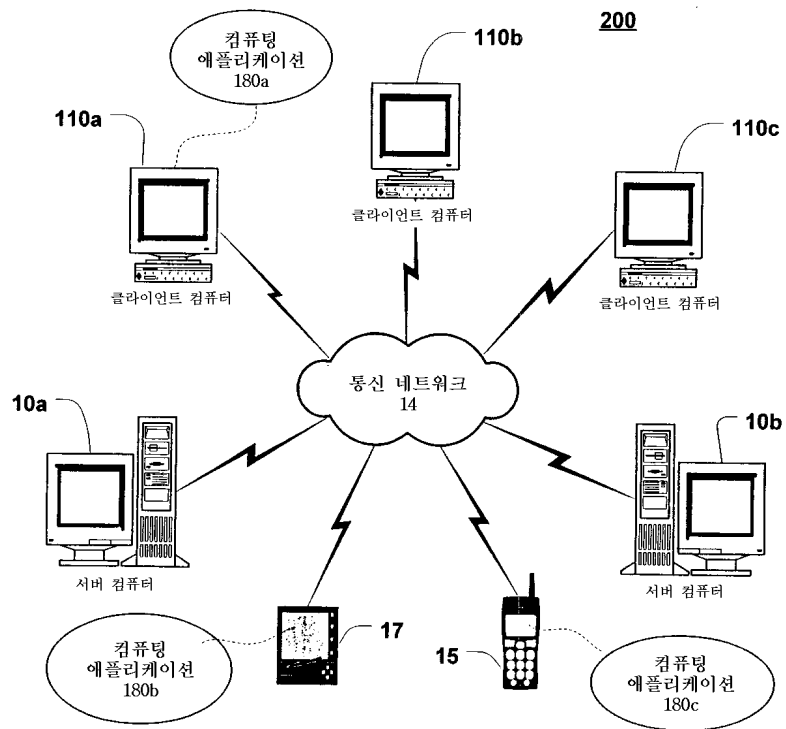 200
컴퓨팅
애플리케이션
180a
110b
110a
110c
클라이언트 컴퓨터
클라이언트 컴퓨터
클라이언트 컴퓨터
통신 네트워크
14
10a
10b
서버 컴퓨터
서버 컴퓨터
컴퓨팅
애플리케이션
180b
17
15
컴퓨팅
애플리케이션
180c